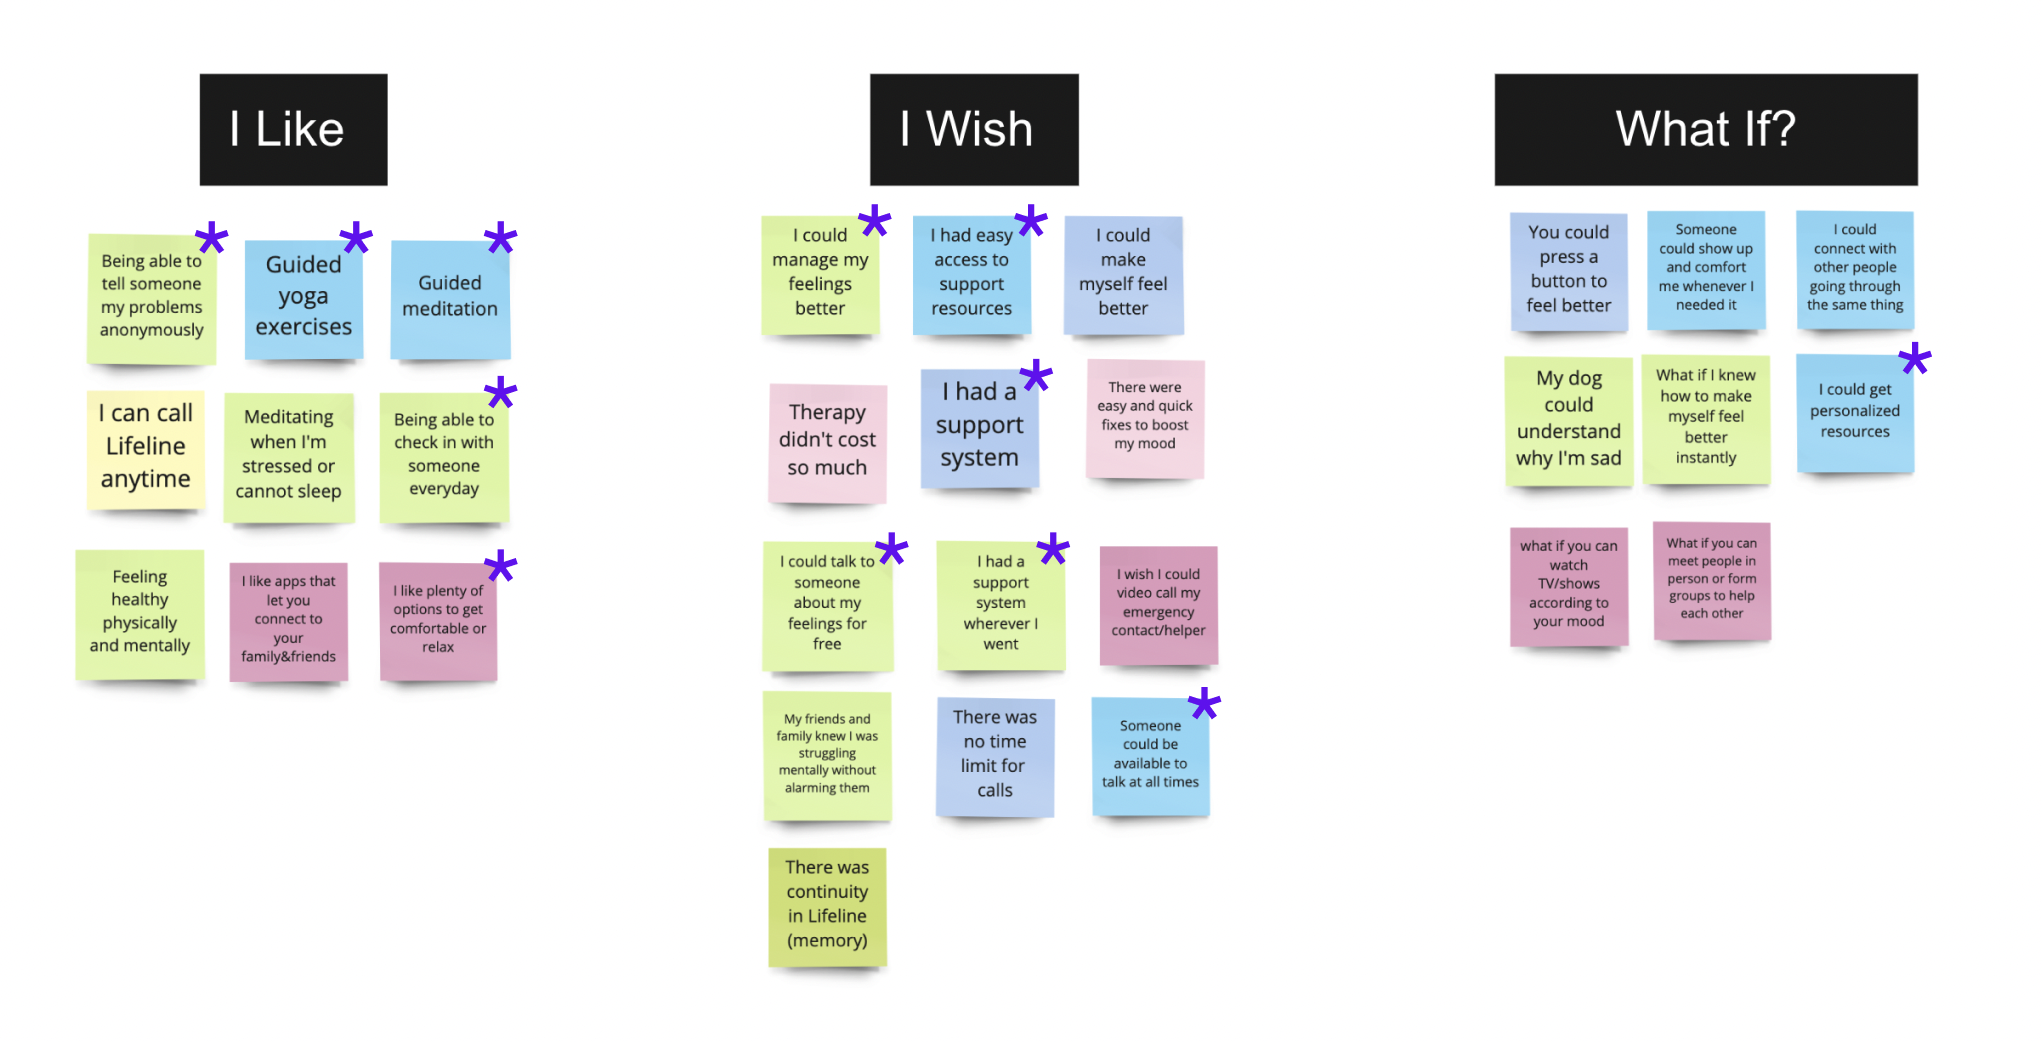 I Like
Being able to
tell someone
my problems
anonymously
*
Guided
yoga
exercises
*
Guided
meditation
*
I can call
Lifeline
anytime
Meditating
when I'm
stressed or
cannot sleep
Being able to
check in with
someone
everyday
*
Feeling
healthy
physically
and mentally
I like apps that
let you
connect to
your
family&friends
I like plenty of
options to get
comfortable or
relax
*
I Wish
I could
manage my
feelings
better
*
I had easy
access to
support
resources
*
I could
make
myself feel
better
Therapy
didn't cost
so much
I had a
support
system
*
There were
easy and quick
fixes to boost
my mood
I could talk to
someone
about my
feelings for
free
*
I had a
support
system
wherever I
went
*
I wish I could
video call my
emergency
contact/helper
My friends and
family knew I was
struggling
mentally without
alarming them
There was
no time
limit for
calls
Someone
could be
available to
talk at all times
*
There was
continuity
in Lifeline
(memory)
What If?
You could
press a
button to
feel better
Someone
could show up
and comfort
me whenever I
needed it
I could
connect with
other people
going through
the same thing
My dog
could
understand
why I'm sad
What if I knew
how to make
myself feel
better
instantly
I could get
personalized
resources
*
what if you can
watch
TV/shows
according to
your mood
What if you can
meet people in
person or form
groups to help
each other